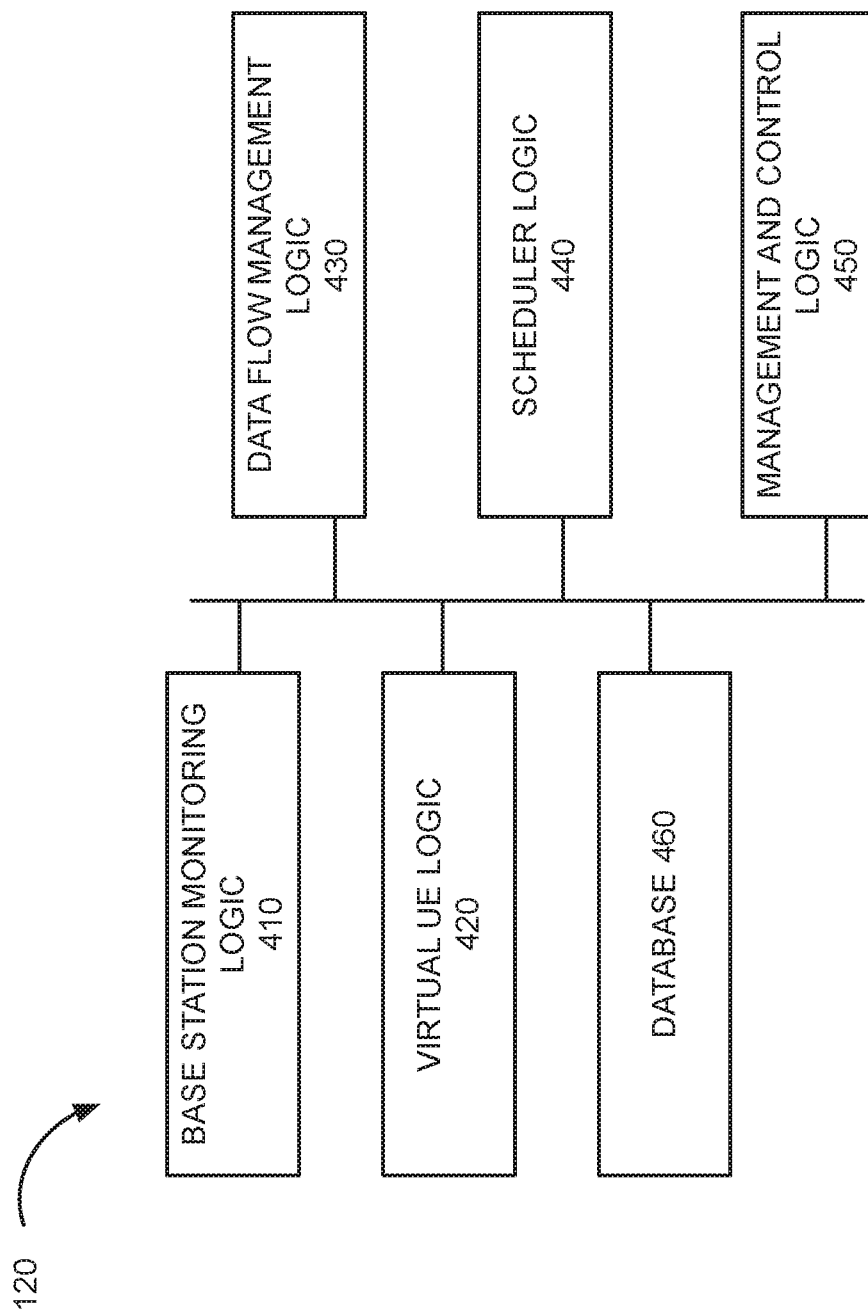 120
BASE STATION MONITORING
LOGIC
410
VIRTUAL UE LOGIC
420
DATABASE 460
DATA FLOW MANAGEMENT
LOGIC
430
SCHEDULER LOGIC
440
MANAGEMENT AND CONTROL
LOGIC
450